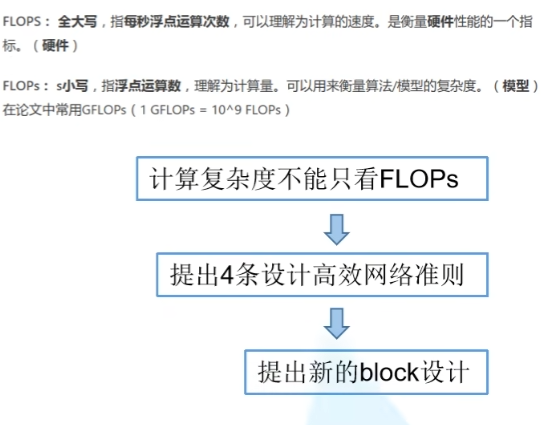 FLOPS： 全大写，指每秒浮点运算次数，可以理解为计算的速度。是衡量硬件性能的一个指
标。（硬件）
FLOPs： s小写，指浮点运算数，理解为计算量。可以用来衡量算法/模型的复杂度。（模型）
在论文中常用GFLOPs（1 GFLOPs = 10^9 FLOPs）
计算复杂度不能只看FLOPs
提出4条设计高效网络准则
提出新的block设计